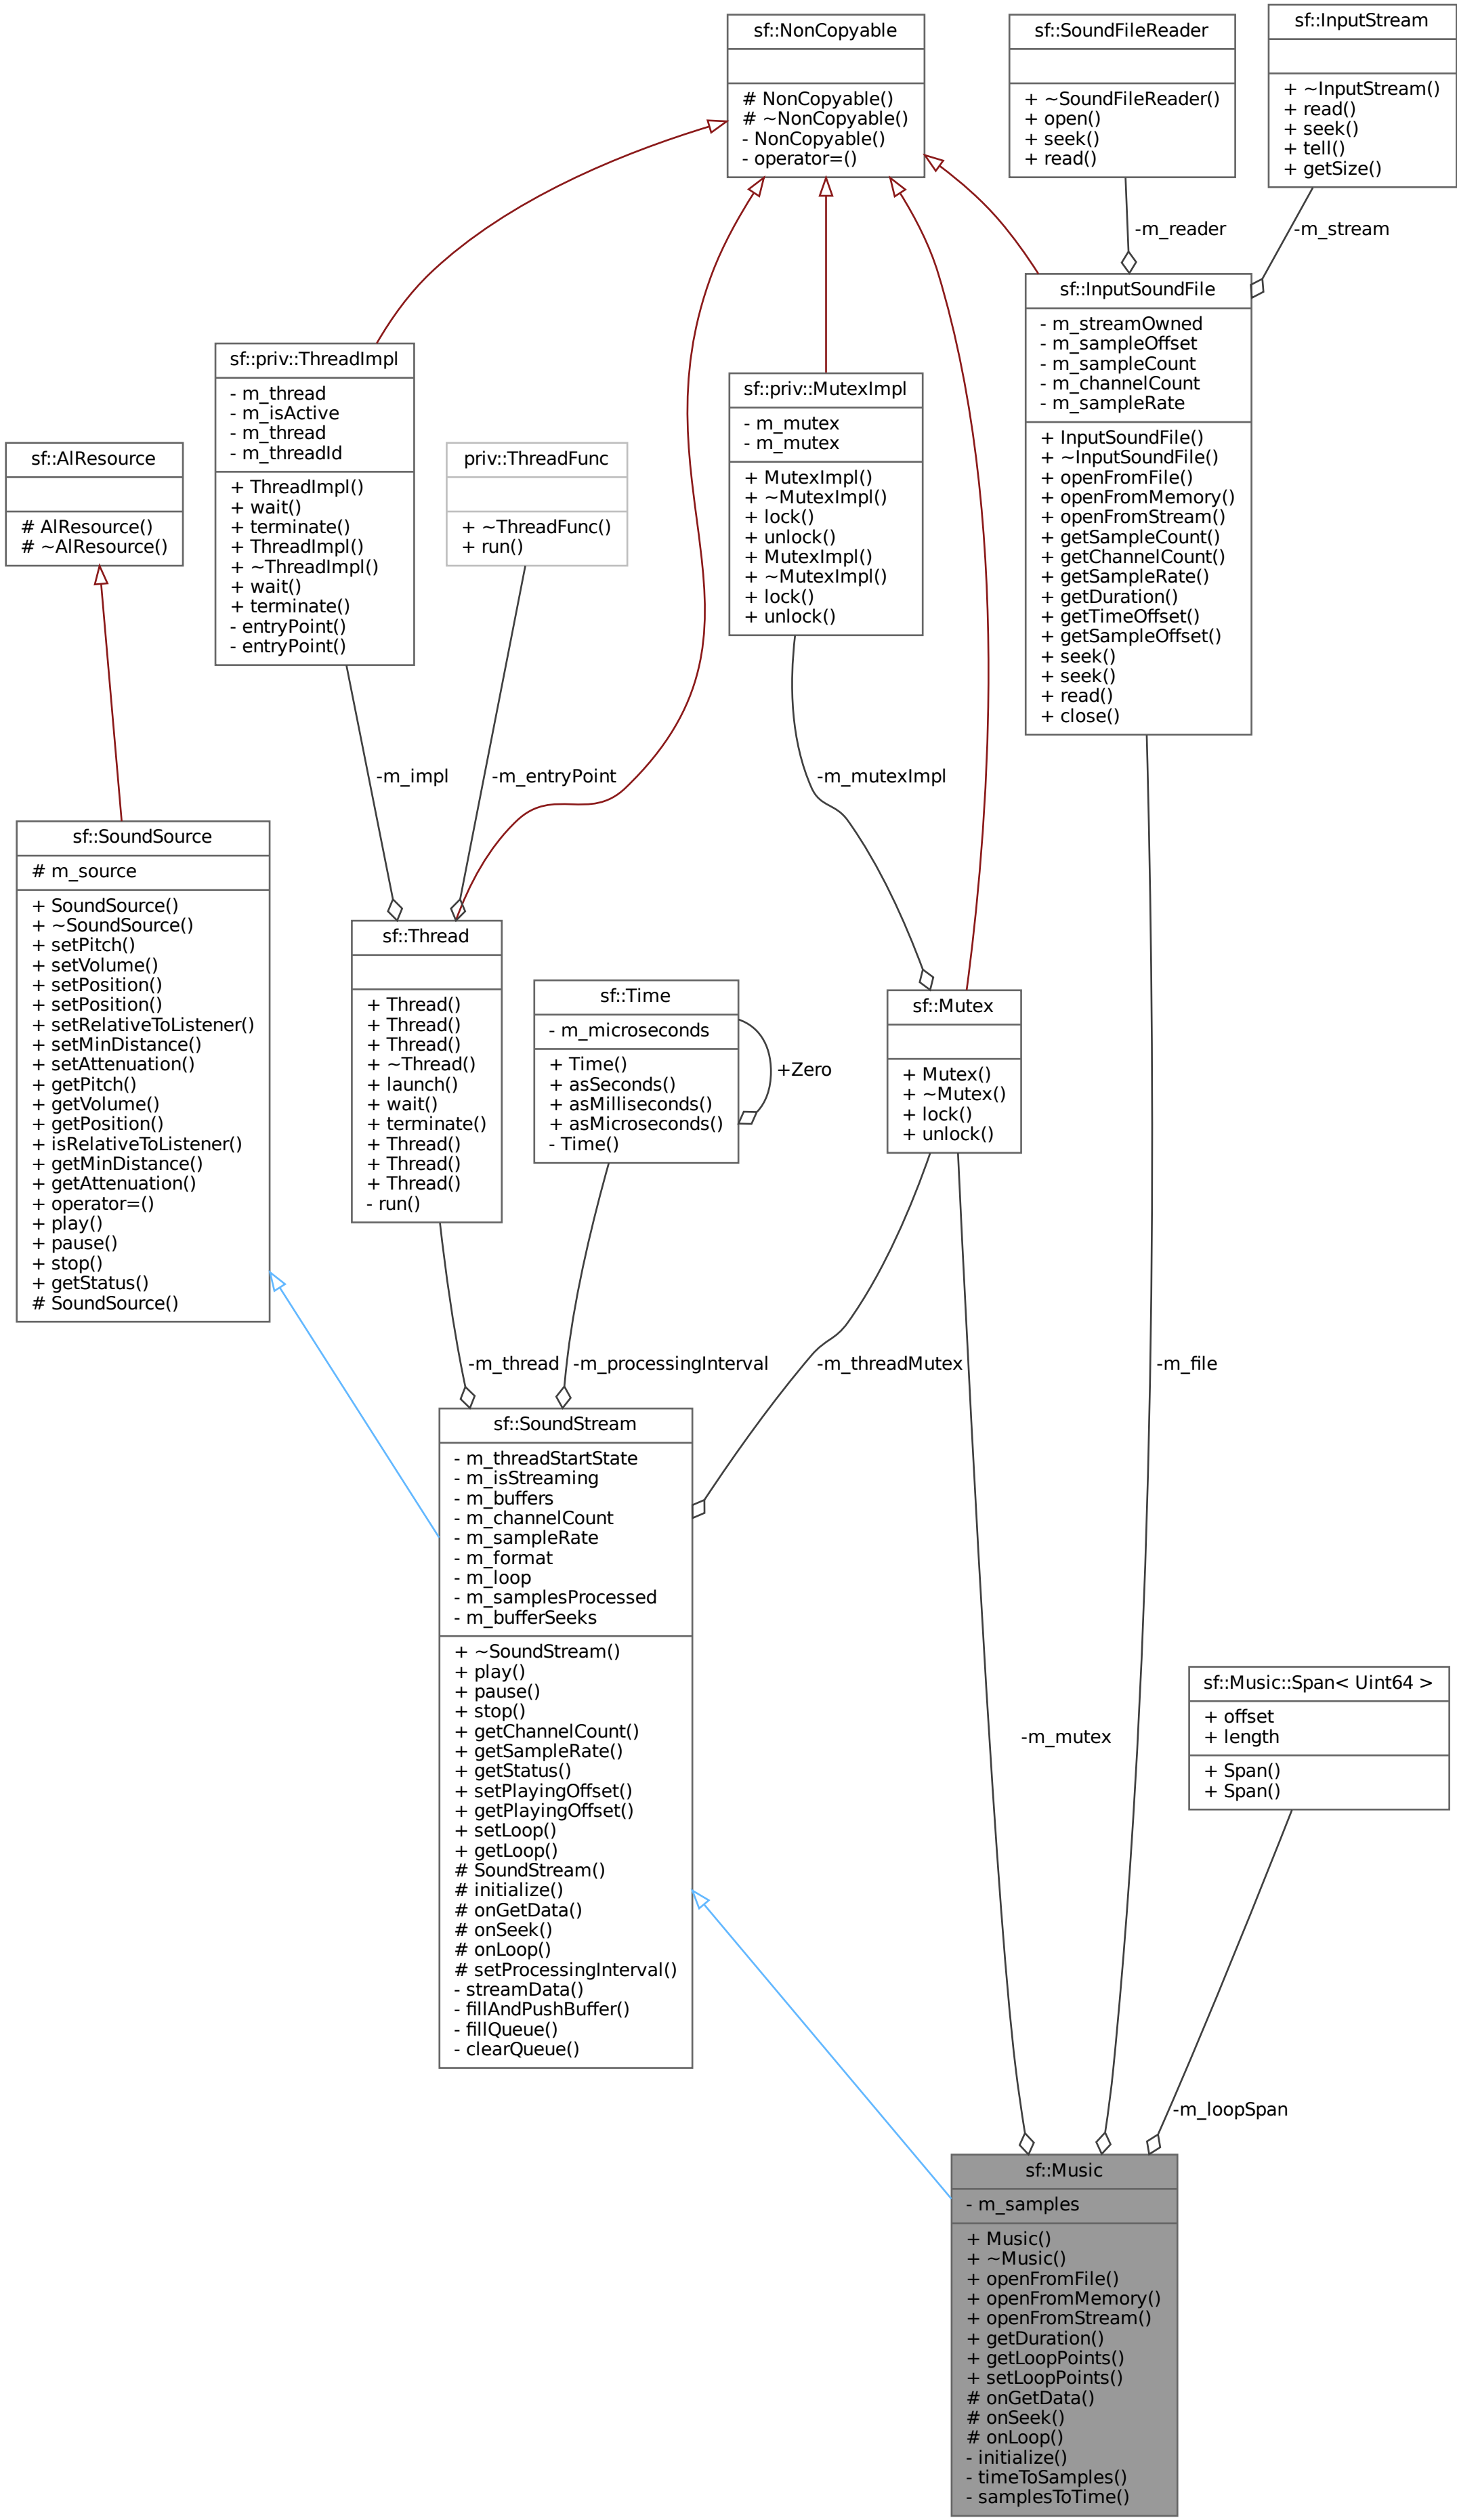 sf::NonCopyable
# NonCopyable()
# ~NonCopyable()
- NonCopyable()
- operator=()
sf::SoundFileReader
+ ~SoundFileReader()
+ open()
+ seek()
+ read()
sf::InputStream
+ ~InputStream()
+ read()
+ seek()
+ tell()
+ getSize()
-m_reader
-m_stream
sf::InputSoundFile
- m_streamOwned
- m_sampleOffset
- m_sampleCount
- m_channelCount
- m_sampleRate
+ InputSoundFile()
+ ~InputSoundFile()
+ openFromFile()
+ openFromMemory()
+ openFromStream()
+ getSampleCount()
+ getChannelCount()
+ getSampleRate()
+ getDuration()
+ getTimeOffset()
+ getSampleOffset()
+ seek()
+ seek()
+ read()
+ close()
sf::priv::ThreadImpl
- m_thread
- m_isActive
- m_thread
- m_threadId
+ ThreadImpl()
+ wait()
+ terminate()
+ ThreadImpl()
+ ~ThreadImpl()
+ wait()
+ terminate()
- entryPoint()
- entryPoint()
sf::priv::MutexImpl
- m_mutex
- m_mutex
+ MutexImpl()
+ ~MutexImpl()
+ lock()
+ unlock()
+ MutexImpl()
+ ~MutexImpl()
+ lock()
+ unlock()
sf::AlResource
# AlResource()
# ~AlResource()
priv::ThreadFunc
+ ~ThreadFunc()
+ run()
-m_impl
-m_entryPoint
-m_mutexImpl
sf::SoundSource
# m_source
+ SoundSource()
+ ~SoundSource()
+ setPitch()
+ setVolume()
+ setPosition()
+ setPosition()
+ setRelativeToListener()
+ setMinDistance()
+ setAttenuation()
+ getPitch()
+ getVolume()
+ getPosition()
+ isRelativeToListener()
+ getMinDistance()
+ getAttenuation()
+ operator=()
+ play()
+ pause()
+ stop()
+ getStatus()
# SoundSource()
sf::Thread
+ Thread()
+ Thread()
+ Thread()
+ ~Thread()
+ launch()
+ wait()
+ terminate()
+ Thread()
+ Thread()
+ Thread()
- run()
sf::Time
- m_microseconds
+ Time()
+ asSeconds()
+ asMilliseconds()
+ asMicroseconds()
- Time()
+Zero
sf::Mutex
+ Mutex()
+ ~Mutex()
+ lock()
+ unlock()
-m_thread
-m_processingInterval
-m_threadMutex
-m_file
sf::SoundStream
- m_threadStartState
- m_isStreaming
- m_buffers
- m_channelCount
- m_sampleRate
- m_format
- m_loop
- m_samplesProcessed
- m_bufferSeeks
+ ~SoundStream()
+ play()
+ pause()
+ stop()
+ getChannelCount()
+ getSampleRate()
+ getStatus()
+ setPlayingOffset()
+ getPlayingOffset()
+ setLoop()
+ getLoop()
# SoundStream()
# initialize()
# onGetData()
# onSeek()
# onLoop()
# setProcessingInterval()
- streamData()
- fillAndPushBuffer()
- fillQueue()
- clearQueue()
-m_mutex
sf::Music::Span< Uint64 >
+ offset
+ length
+ Span()
+ Span()
-m_loopSpan
sf::Music
- m_samples
+ Music()
+ ~Music()
+ openFromFile()
+ openFromMemory()
+ openFromStream()
+ getDuration()
+ getLoopPoints()
+ setLoopPoints()
# onGetData()
# onSeek()
# onLoop()
- initialize()
- timeToSamples()
- samplesToTime()